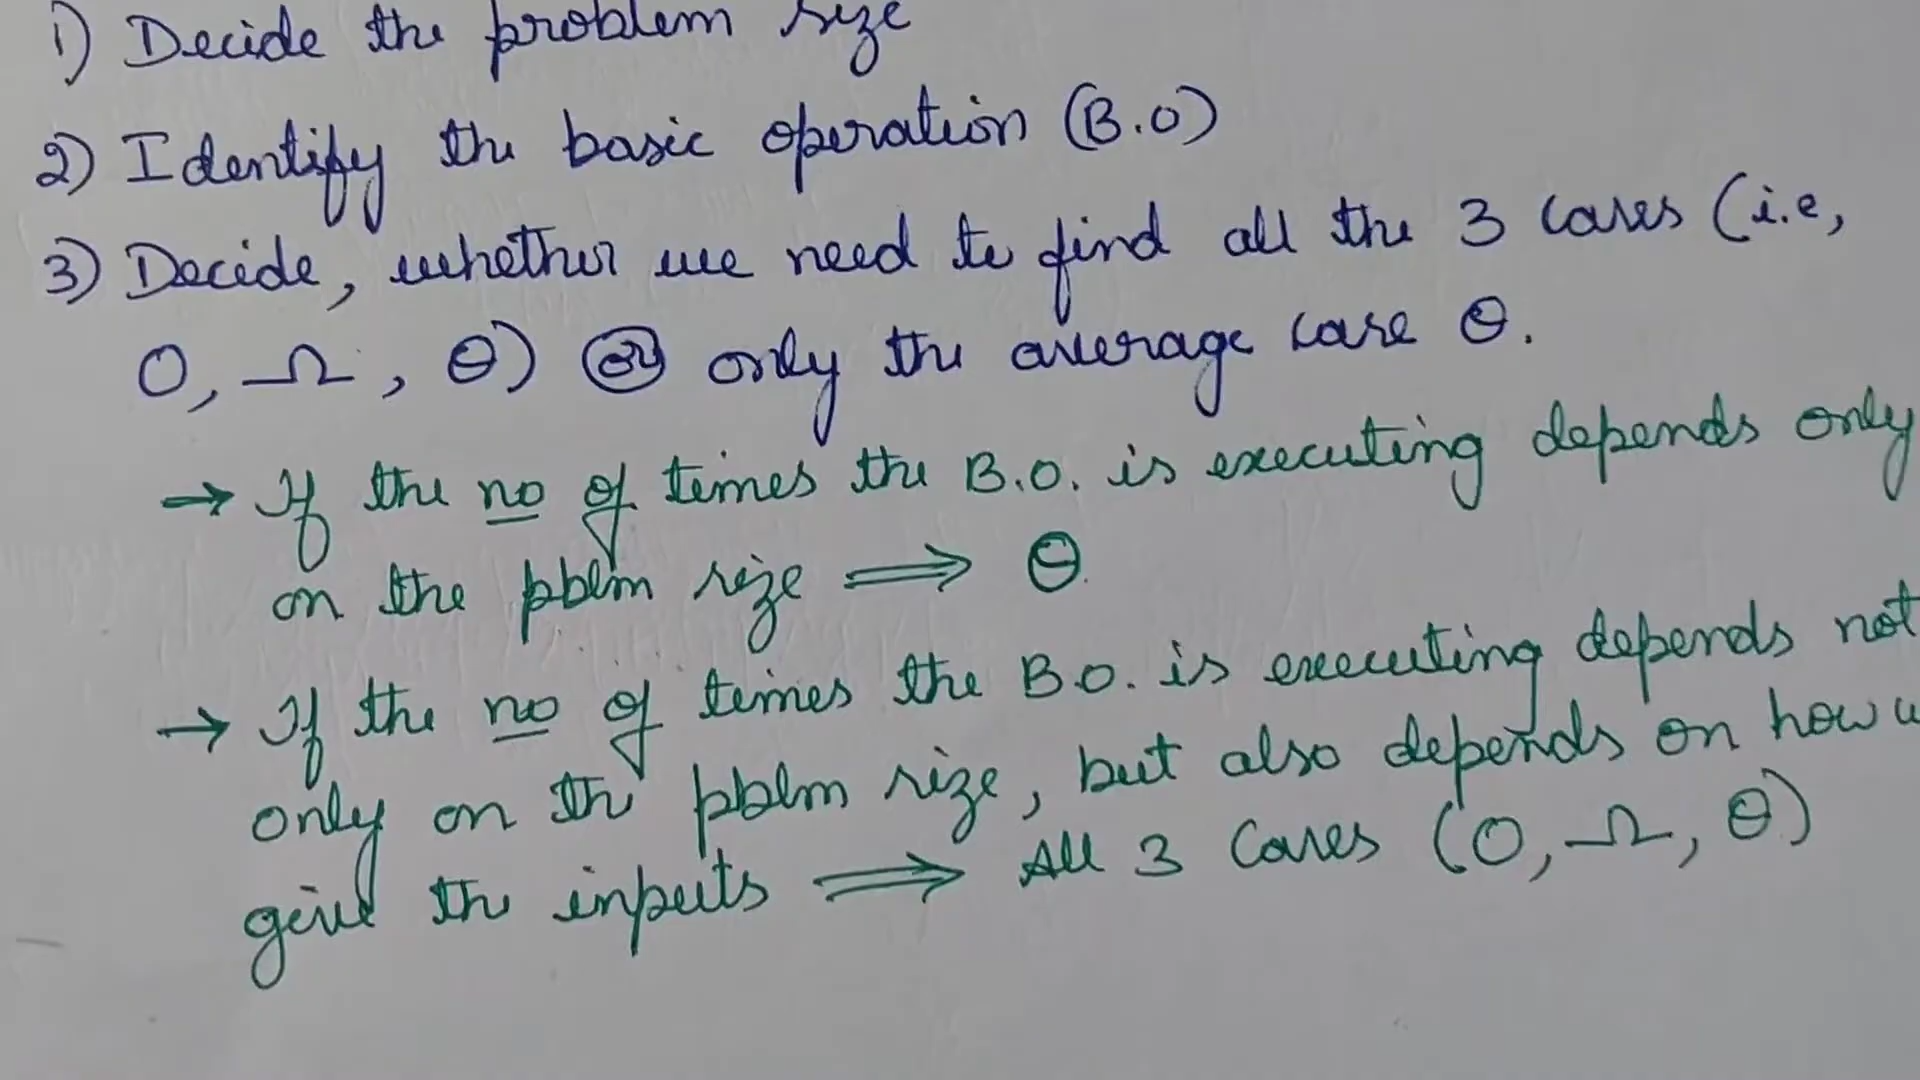 1) Decide the problem size
2) Identify the basic operation (B.O)
3) Decide, whether we need to find all the 3 cases (i.e,
O, Ω, θ) or only the average case θ.
→ If the no of times the B.O. is executing depends only
on the pblm size ⟹ θ
→ If the no of times the B.O. is executing depends not
only on the pblm size, but also depends on how
give the inputs ⟹ All 3 Cases (O, Ω, θ)